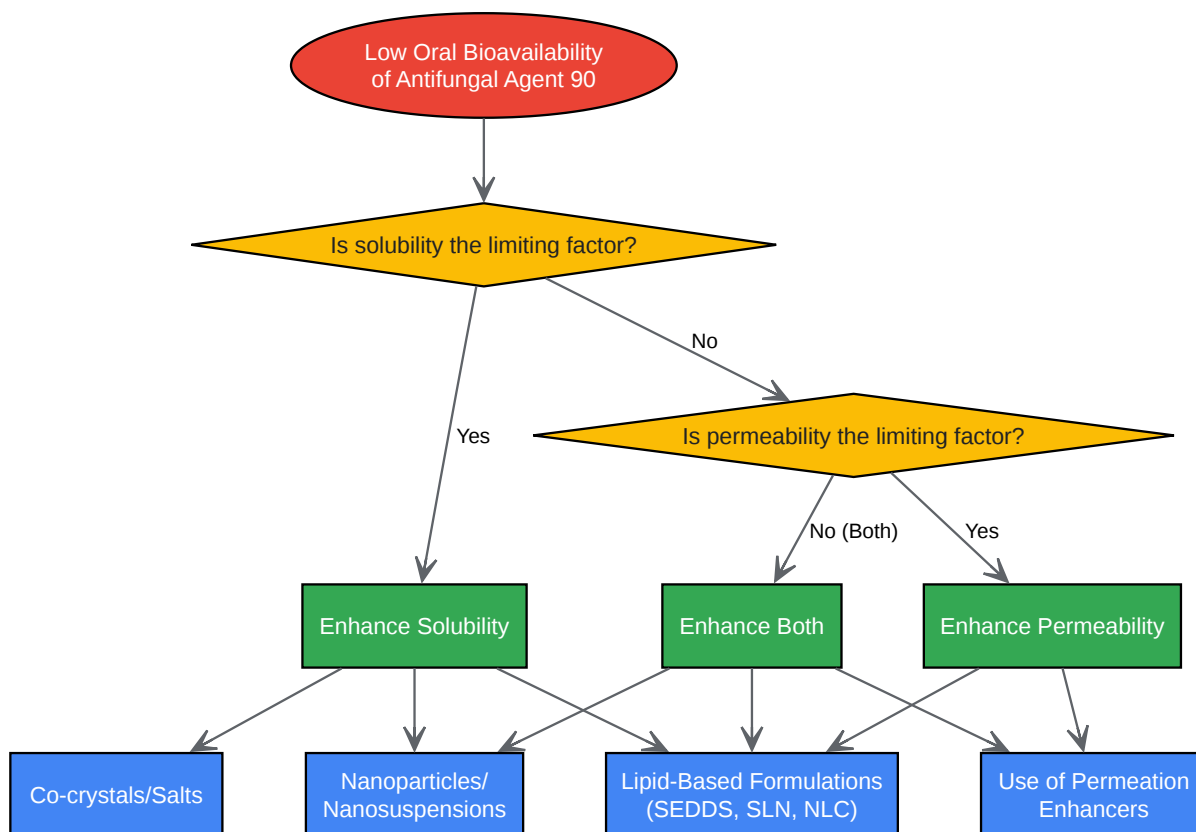 Low Oral Bioavailability
of Antifungal Agent 90
Is solubility the limiting factor?
No
Is permeability the limiting factor?
Yes
No (Both)
Yes
Enhance Solubility
Enhance Both
Enhance Permeability
Co-crystals/Salts
Nanoparticles/
Nanosuspensions
Lipid-Based Formulations
(SEDDS, SLN, NLC)
Use of Permeation
Enhancers